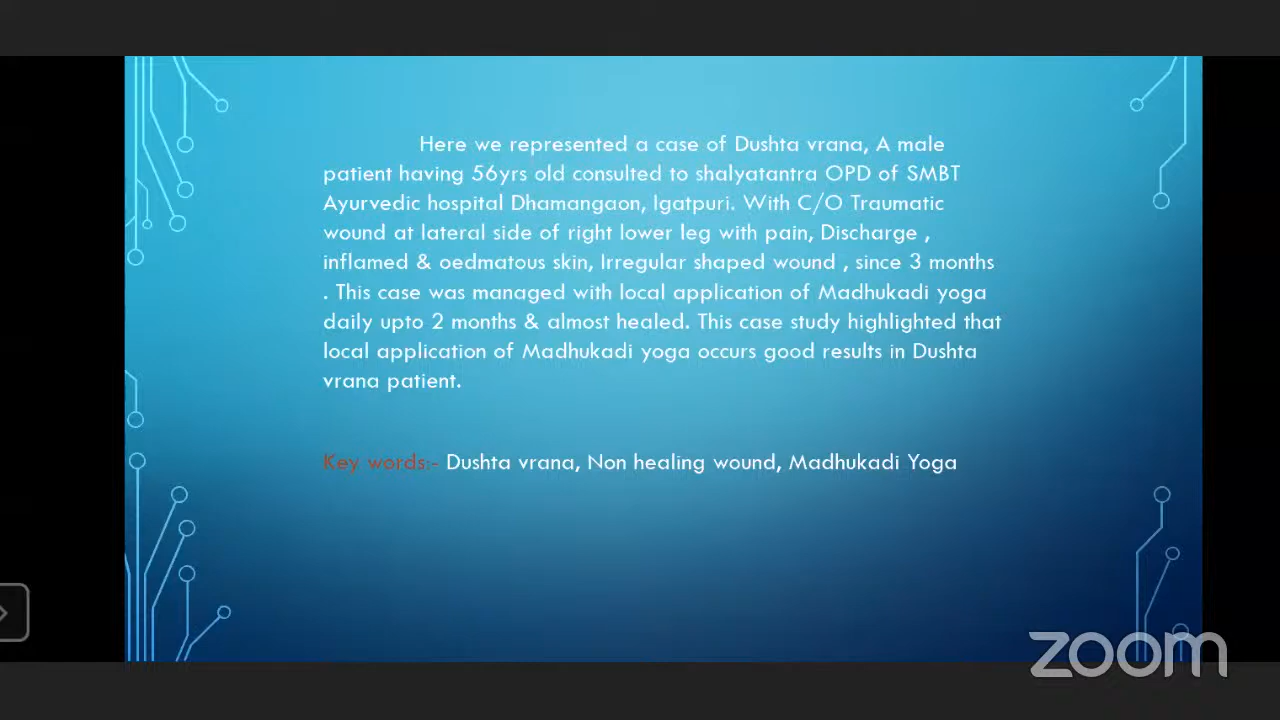 Here we represented a case of Dushta vrana, A male
patient having 56yrs old consulted to shalyatantra OPD of SMBT
Ayurvedic hospital Dhamangaon, Igatpuri. With C/O Traumatic
wound at lateral side of right lower leg with pain, Discharge ,
inflamed & oedmatous skin, Irregular shaped wound , since 3 months
. This case was managed with local application of Madhukadi yoga
daily upto 2 months & almost healed. This case study highlighted that
local application of Madhukadi yoga occurs good results in Dushta
vrana patient.
Key words:- Dushta vrana, Non healing wound, Madhukadi Yoga
zoom